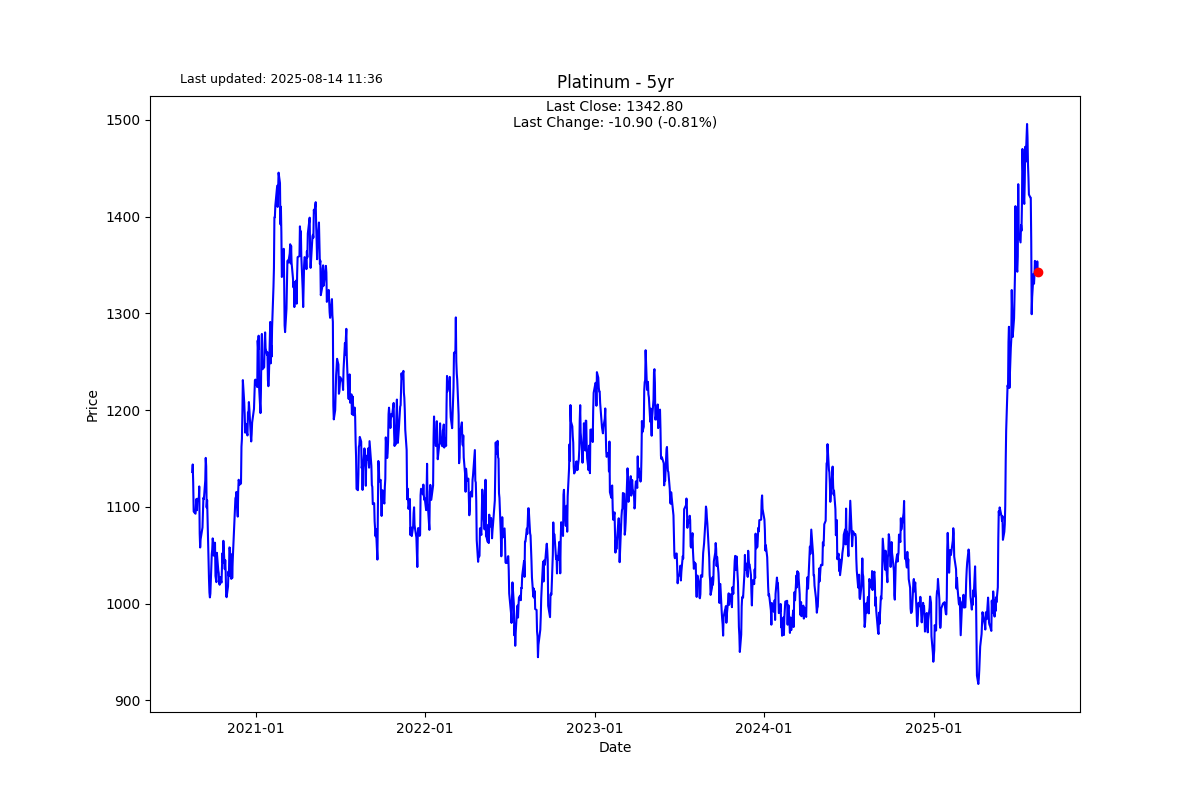 Last updated: 2025-08-14 11:36
Platinum - 5yr
Last Close: 1342.80
Last Change: -10.90 (-0.81%)
1500
1400
1300
1200
1100
1000
900
Price
2021-01
2022-01
2023-01
2024-01
2025-01
Date